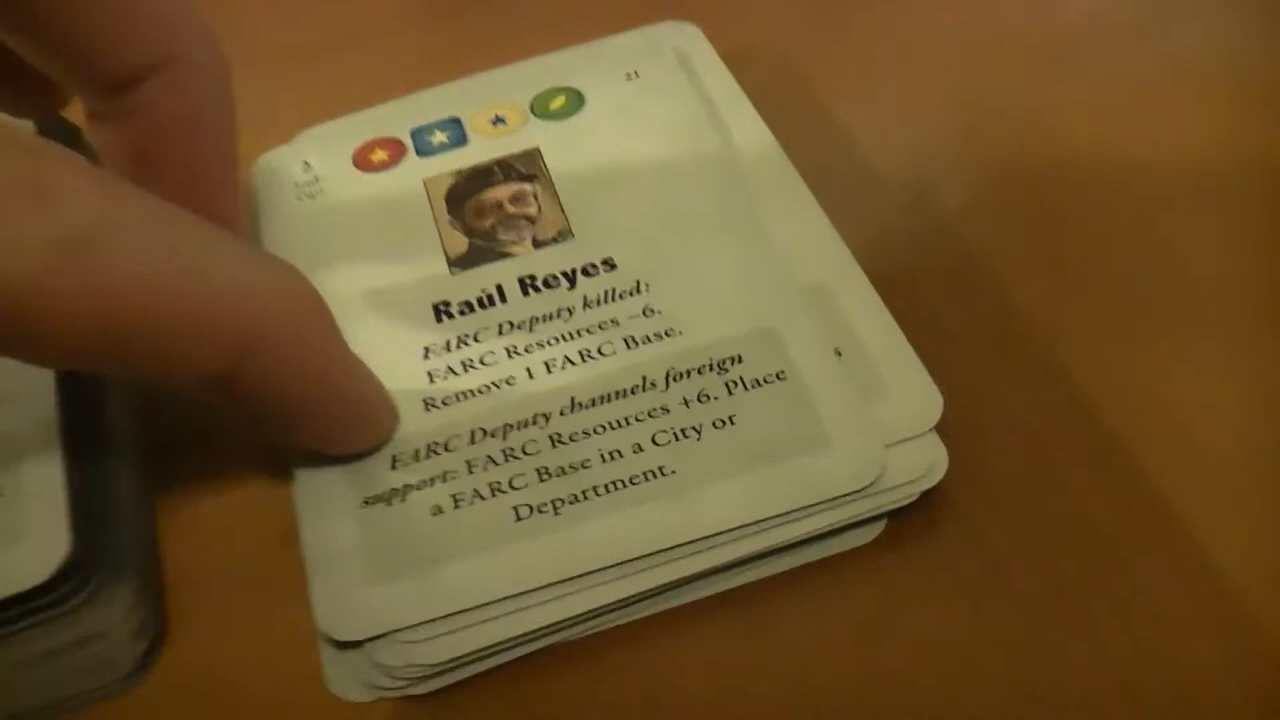 21
Raúl Reyes
FARC Deputy killed:
FARC Resources –6.
Remove 1 FARC Base.
FARC Deputy channels foreign
support: FARC Resources +6. Place
a FARC Base in a City or
Department.